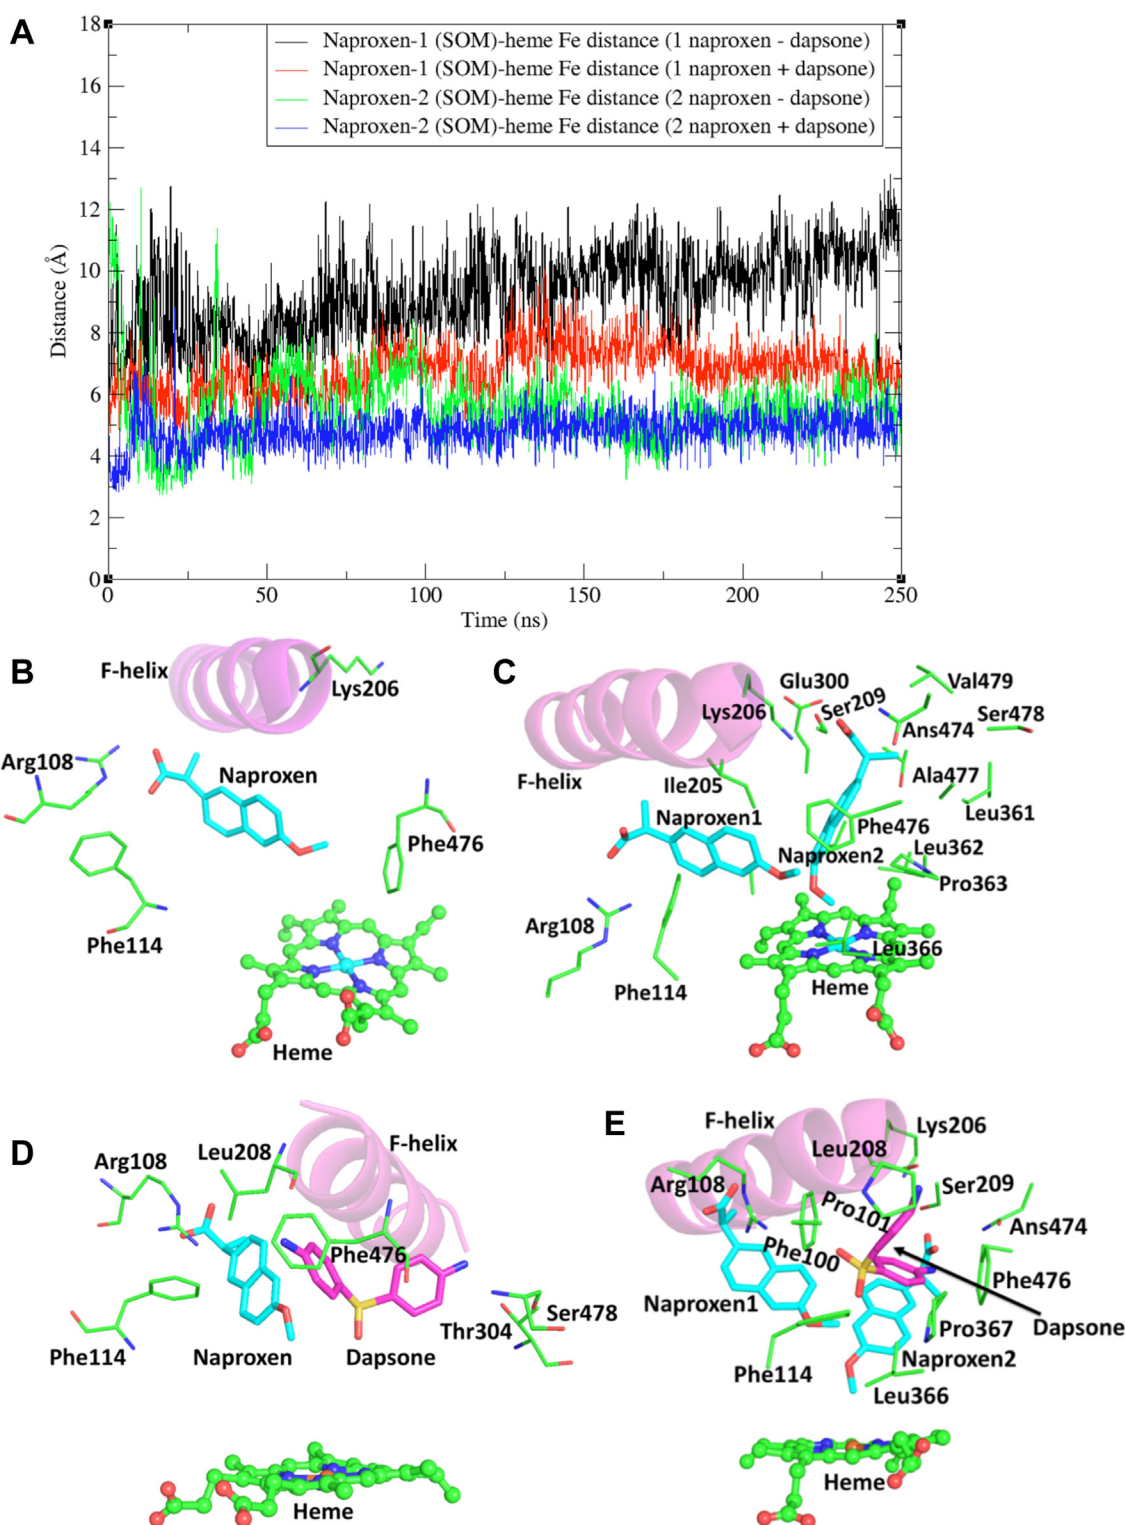 A
18
16
14
12
10
8
6
4
2
0
Distance (Å)
Naproxen-1 (SOM)-heme Fe distance (1 naproxen - dapsone)
Naproxen-1 (SOM)-heme Fe distance (1 naproxen + dapsone)
Naproxen-2 (SOM)-heme Fe distance (2 naproxen - dapsone)
Naproxen-2 (SOM)-heme Fe distance (2 naproxen + dapsone)
0 50 100 150 200 250
Time (ns)
B
F-helix
Lys206
Arg108
Naproxen
Phe476
Phe114
Heme
C
Glu300
Val479
Lys206
Ser209
Ser478
Ans474
F-helix
Ile205
Ala477
Leu361
Naproxen1
Phe476
Naproxen2
Leu362
Pro363
Arg108
Leu366
Phe114
Heme
D
F-helix
Leu208
Arg108
Phe476
Thr304
Ser478
Phe114
Naproxen
Dapsone
Heme
E
F-helix
Lys206
Leu208
Arg108
Ser209
Pro101
Ans474
Phe100
Phe476
Naproxen1
Pro367
Dapsone
Naproxen2
Phe114
Leu366
Heme